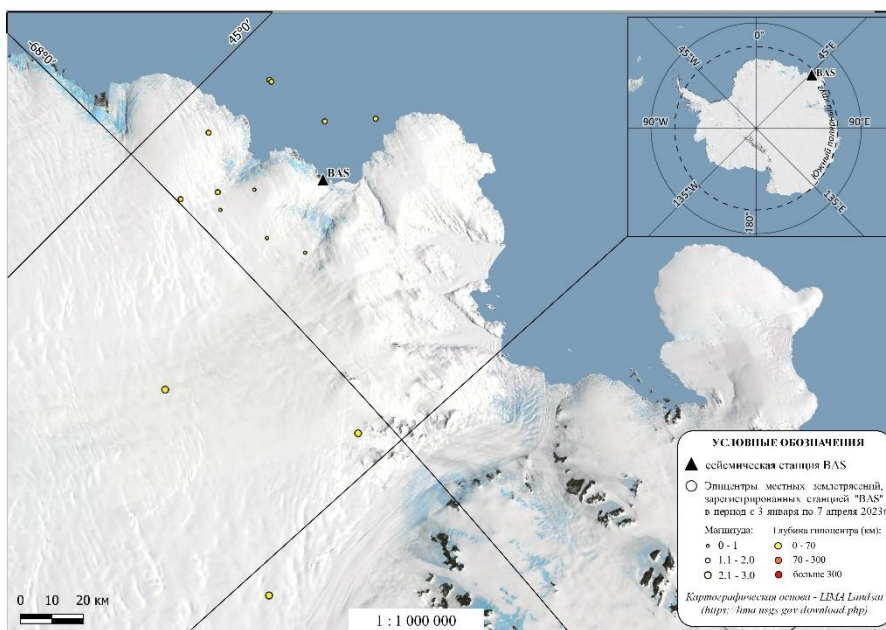 -68°0'
45°0'
0°
45°W
45°E
BAS
90°W
90°E
Южный полярный круг
135°W
135°E
180°
BAS
УСЛОВНЫЕ ОБОЗНАЧЕНИЯ
сейсмическая станция BAS
Эпицентры местных землетрясений,
зарегистрированных станцией "BAS"
в период с 3 января по 7 апреля 2023г
Магнитуда: Глубина гипоцентра (км):
0 - 1 0 - 70
1.1 - 2.0 70 - 300
2.1 - 3.0 больше 300
Картографическая основа - LIMA Landsat
(https://lima.usgs.gov/download.php)
0 10 20 км
1 : 1 000 000